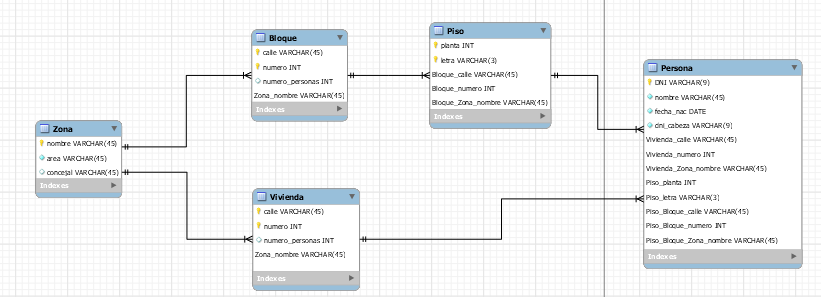 Zona
nombre VARCHAR(45)
area VARCHAR(45)
concejal VARCHAR(45)
Indexes
Bloque
calle VARCHAR(45)
numero INT
numero_personas INT
Zona_nombre VARCHAR(45)
Indexes
Vivienda
calle VARCHAR(45)
numero INT
numero_personas INT
Zona_nombre VARCHAR(45)
Indexes
Piso
planta INT
letra VARCHAR(3)
Bloque_calle VARCHAR(45)
Bloque_numero INT
Bloque_Zona_nombre VARCHAR(45)
Indexes
Persona
DNI VARCHAR(9)
nombre VARCHAR(45)
fecha_nac DATE
dni_cabeza VARCHAR(9)
Vivienda_calle VARCHAR(45)
Vivienda_numero INT
Vivienda_Zona_nombre VARCHAR(45)
Piso_planta INT
Piso_letra VARCHAR(3)
Piso_Bloque_calle VARCHAR(45)
Piso_Bloque_numero INT
Piso_Bloque_Zona_nombre VARCHAR(45)
Indexes